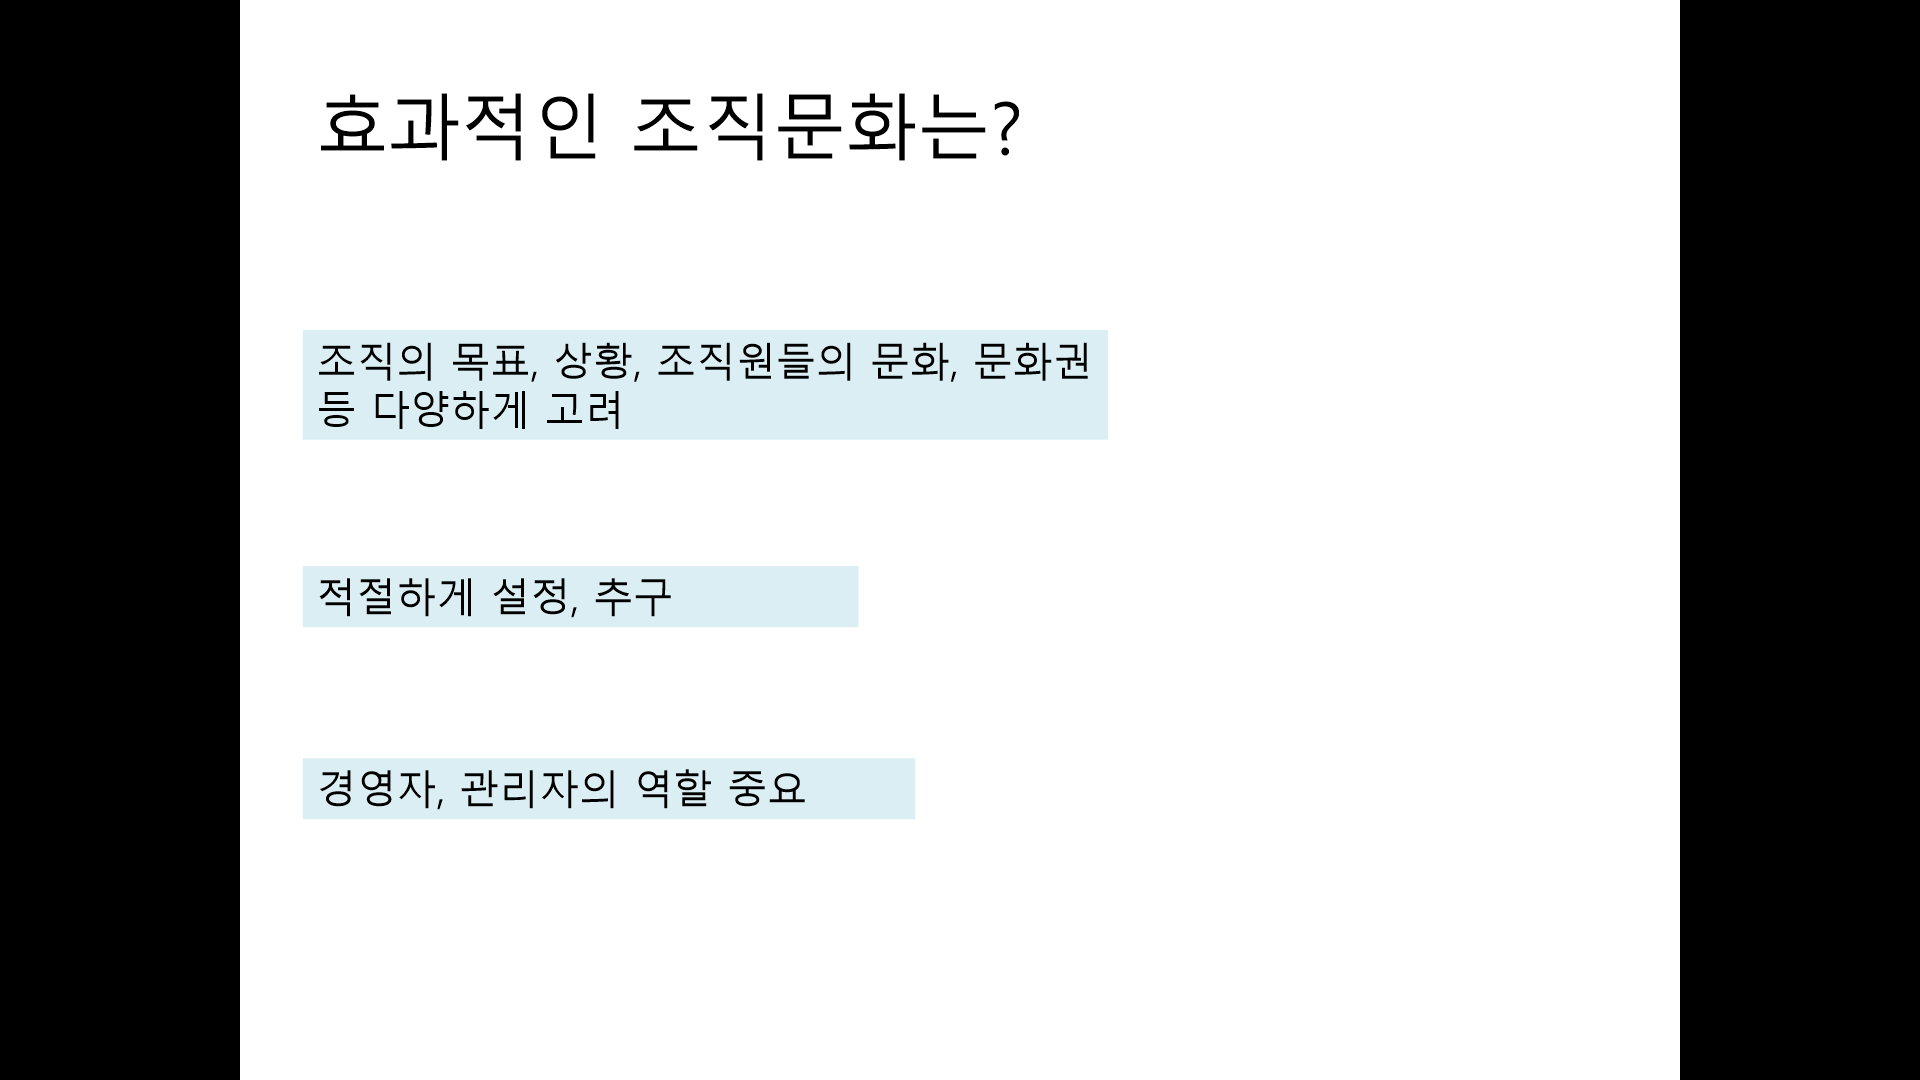 효과적인 조직문화는?
조직의 목표, 상황, 조직원들의 문화, 문화권
등 다양하게 고려
적절하게 설정, 추구
경영자, 관리자의 역할 중요